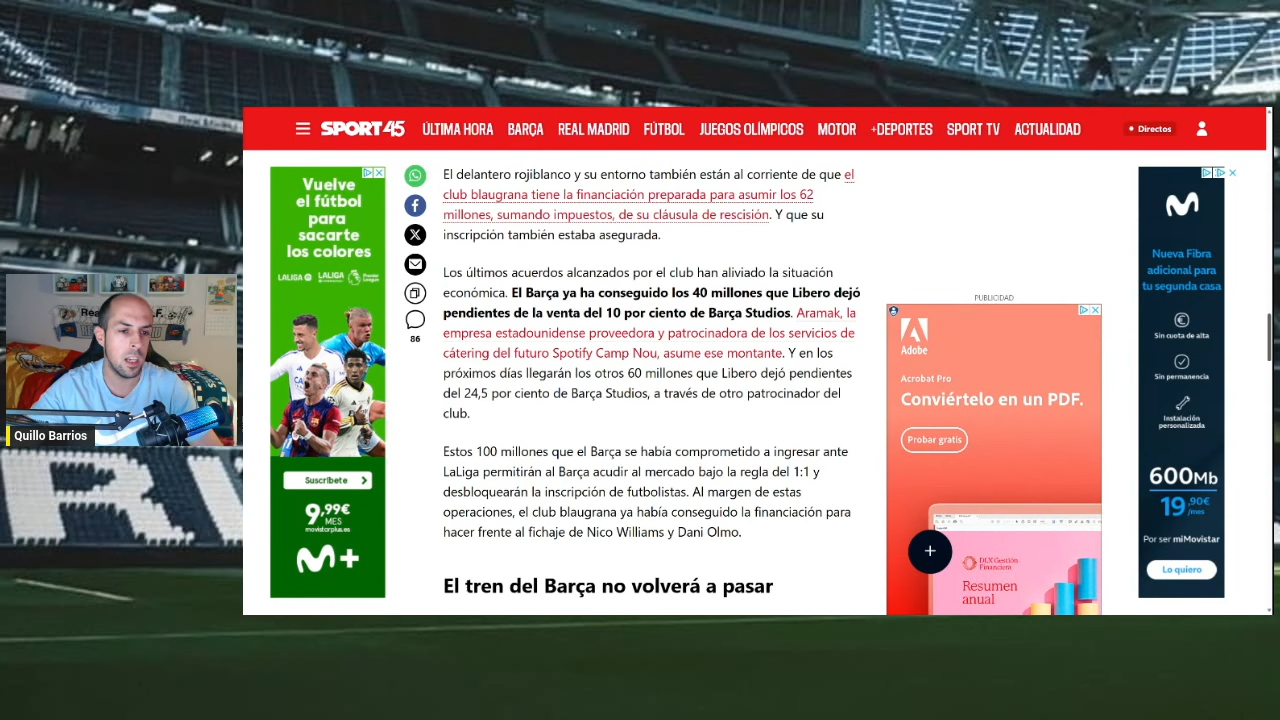 SPORT 45
ÚLTIMA HORA
BARÇA
REAL MADRID
FÚTBOL
JUEGOS OLÍMPICOS
MOTOR
+DEPORTES
SPORT TV
ACTUALIDAD
Directos
Vuelve
el fútbol
para
sacarte
los colores
LALIGA
LALIGA
Premier
League
Suscríbete
9,99€
MES
movistarplus.es
M+
86
El delantero rojiblanco y su entorno también están al corriente de que el
club blaugrana tiene la financiación preparada para asumir los 62
millones, sumando impuestos, de su cláusula de rescisión. Y que su
inscripción también estaba asegurada.
Los últimos acuerdos alcanzados por el club han aliviado la situación
económica. El Barça ya ha conseguido los 40 millones que Libero dejó
pendientes de la venta del 10 por ciento de Barça Studios. Aramak, la
empresa estadounidense proveedora y patrocinadora de los servicios de
cátering del futuro Spotify Camp Nou, asume ese montante. Y en los
próximos días llegarán los otros 60 millones que Libero dejó pendientes
del 24,5 por ciento de Barça Studios, a través de otro patrocinador del
club.
Estos 100 millones que el Barça se había comprometido a ingresar ante
LaLiga permitirán al Barça acudir al mercado bajo la regla del 1:1 y
desbloquearán la inscripción de futbolistas. Al margen de estas
operaciones, el club blaugrana ya había conseguido la financiación para
hacer frente al fichaje de Nico Williams y Dani Olmo.
El tren del Barça no volverá a pasar
PUBLICIDAD
Adobe
Acrobat Pro
Conviértelo en un PDF.
Probar gratis
DLX Gestión
Financiera
Resumen
anual
Nueva Fibra
adicional para
tu segunda casa
Sin cuota de alta
Sin permanencia
Instalación
personalizada
600Mb
19,90€
/mes
Por ser miMovistar
Lo quiero
Quillo Barrios